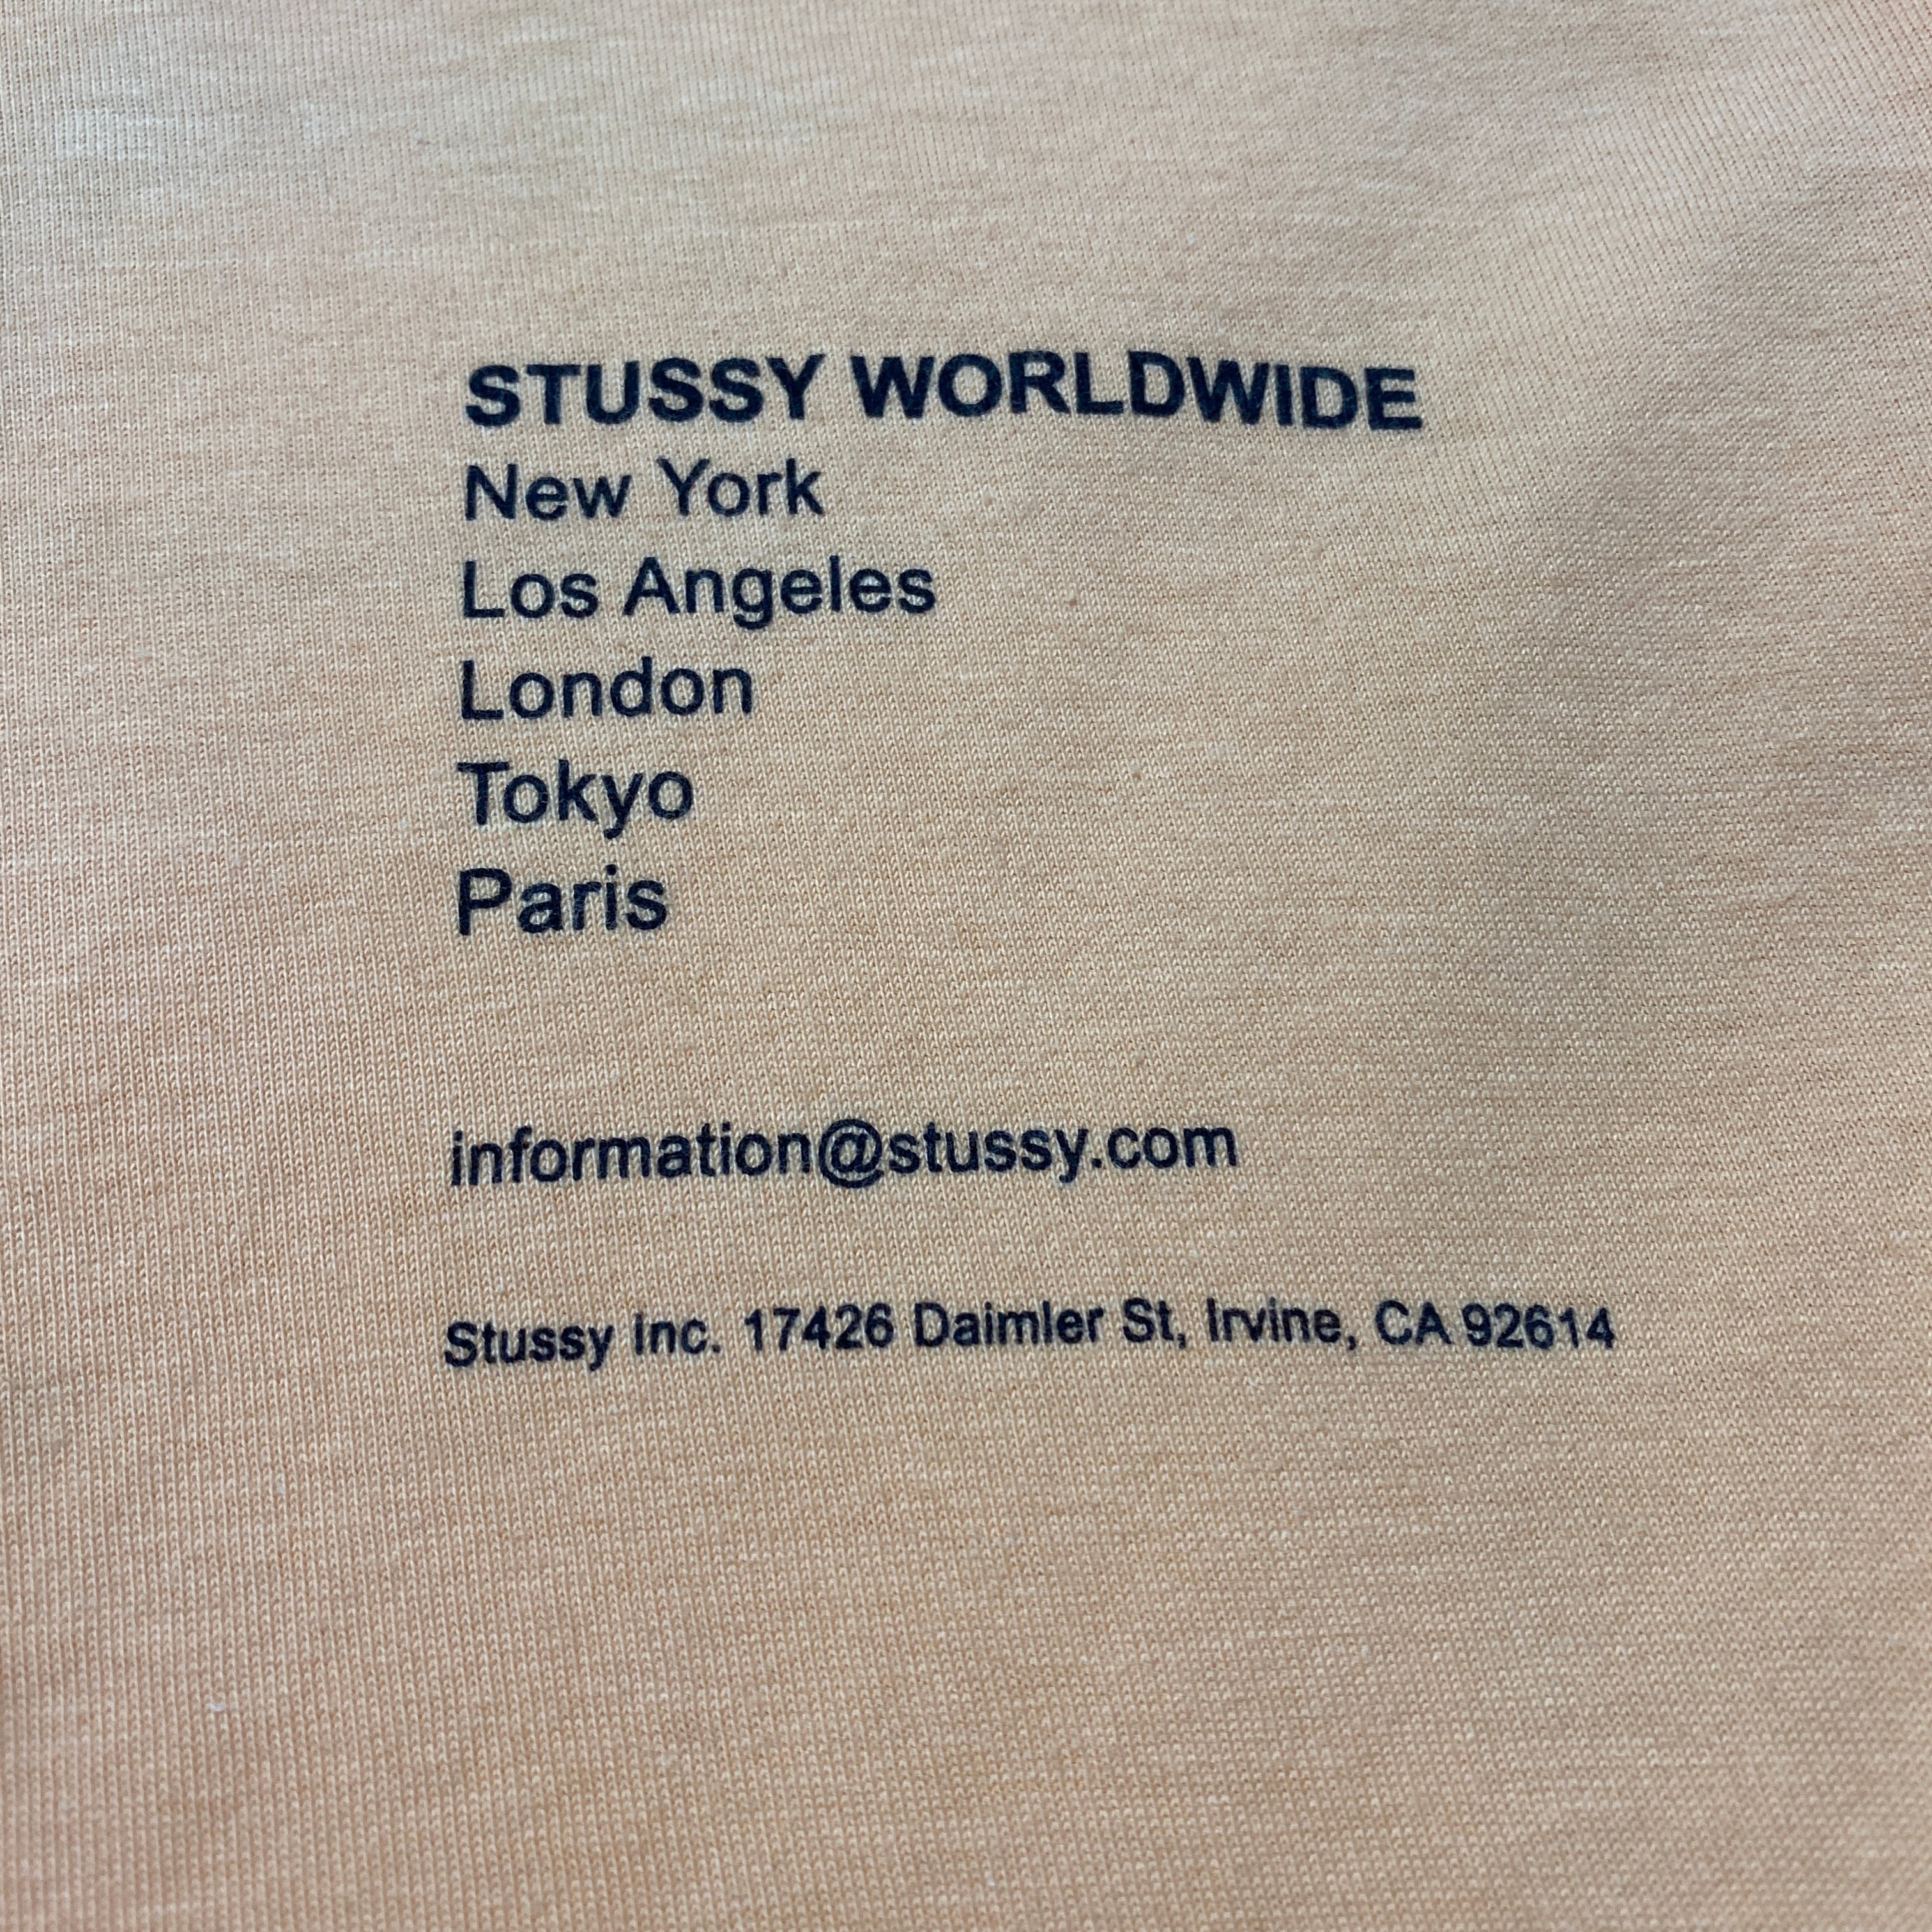 STUSSY WORLDWIDE
New York
Los Angeles
London
Tokyo
Paris
information@stussy.com
Stussy Inc. 17426 Daimler St, Irvine, CA 92614